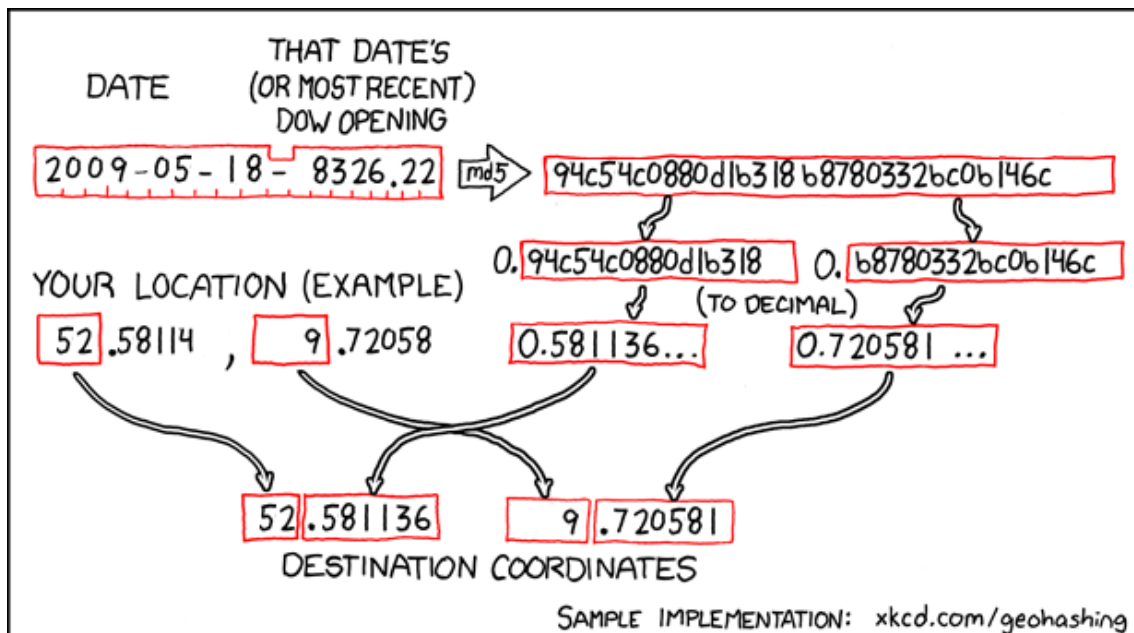 DATE
THAT DATE'S
(OR MOST RECENT)
DOW OPENING
2009-05-18-8326.22
md5
94c54c0880d1b318b8780332bc0b146c
0.94c54c0880d1b318
0.b8780332bc0b146c
(TO DECIMAL)
YOUR LOCATION (EXAMPLE)
52.58114, 9.72058
0.581136...
0.720581 ...
52.581136
9.720581
DESTINATION COORDINATES
SAMPLE IMPLEMENTATION: xkcd.com/geohashing